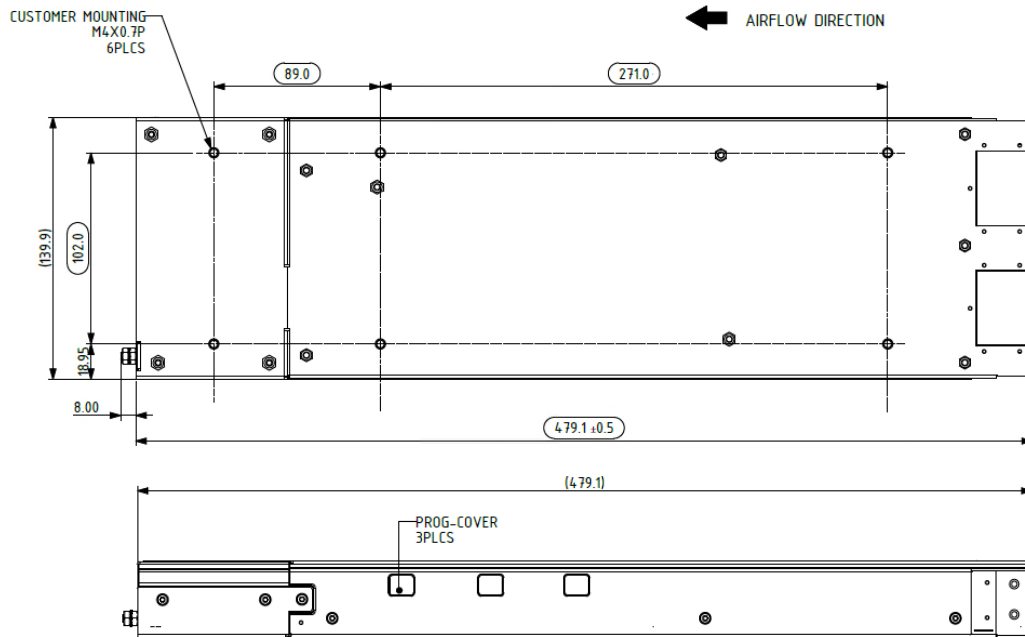 CUSTOMER MOUNTING
M4X0.7P
6PLCS
AIRFLOW DIRECTION
89.0
271.0
(139.9)
102.0
18.95
8.00
479.1 ±0.5
(479.1)
PROG-COVER
3PLCS